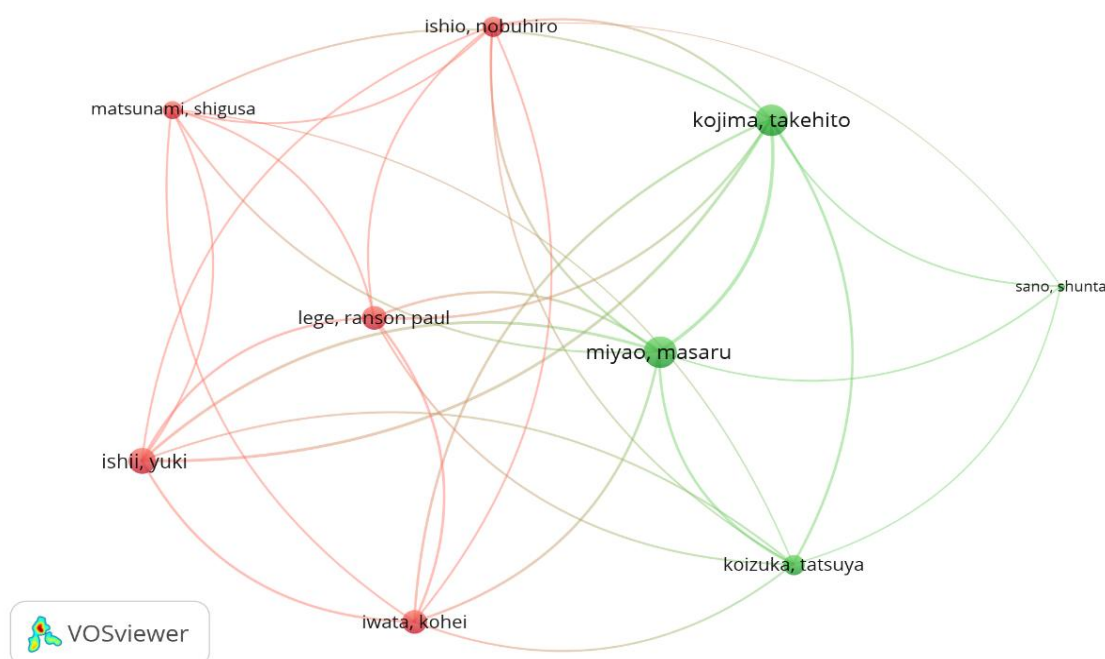 ishio, nobuhiro
matsunami, shigusa
kojima, takehito
sano, shunta
lege, ranson paul
miyao, masaru
ishii, yuki
koizuka, tatsuya
iwata, kohei
VOSviewer